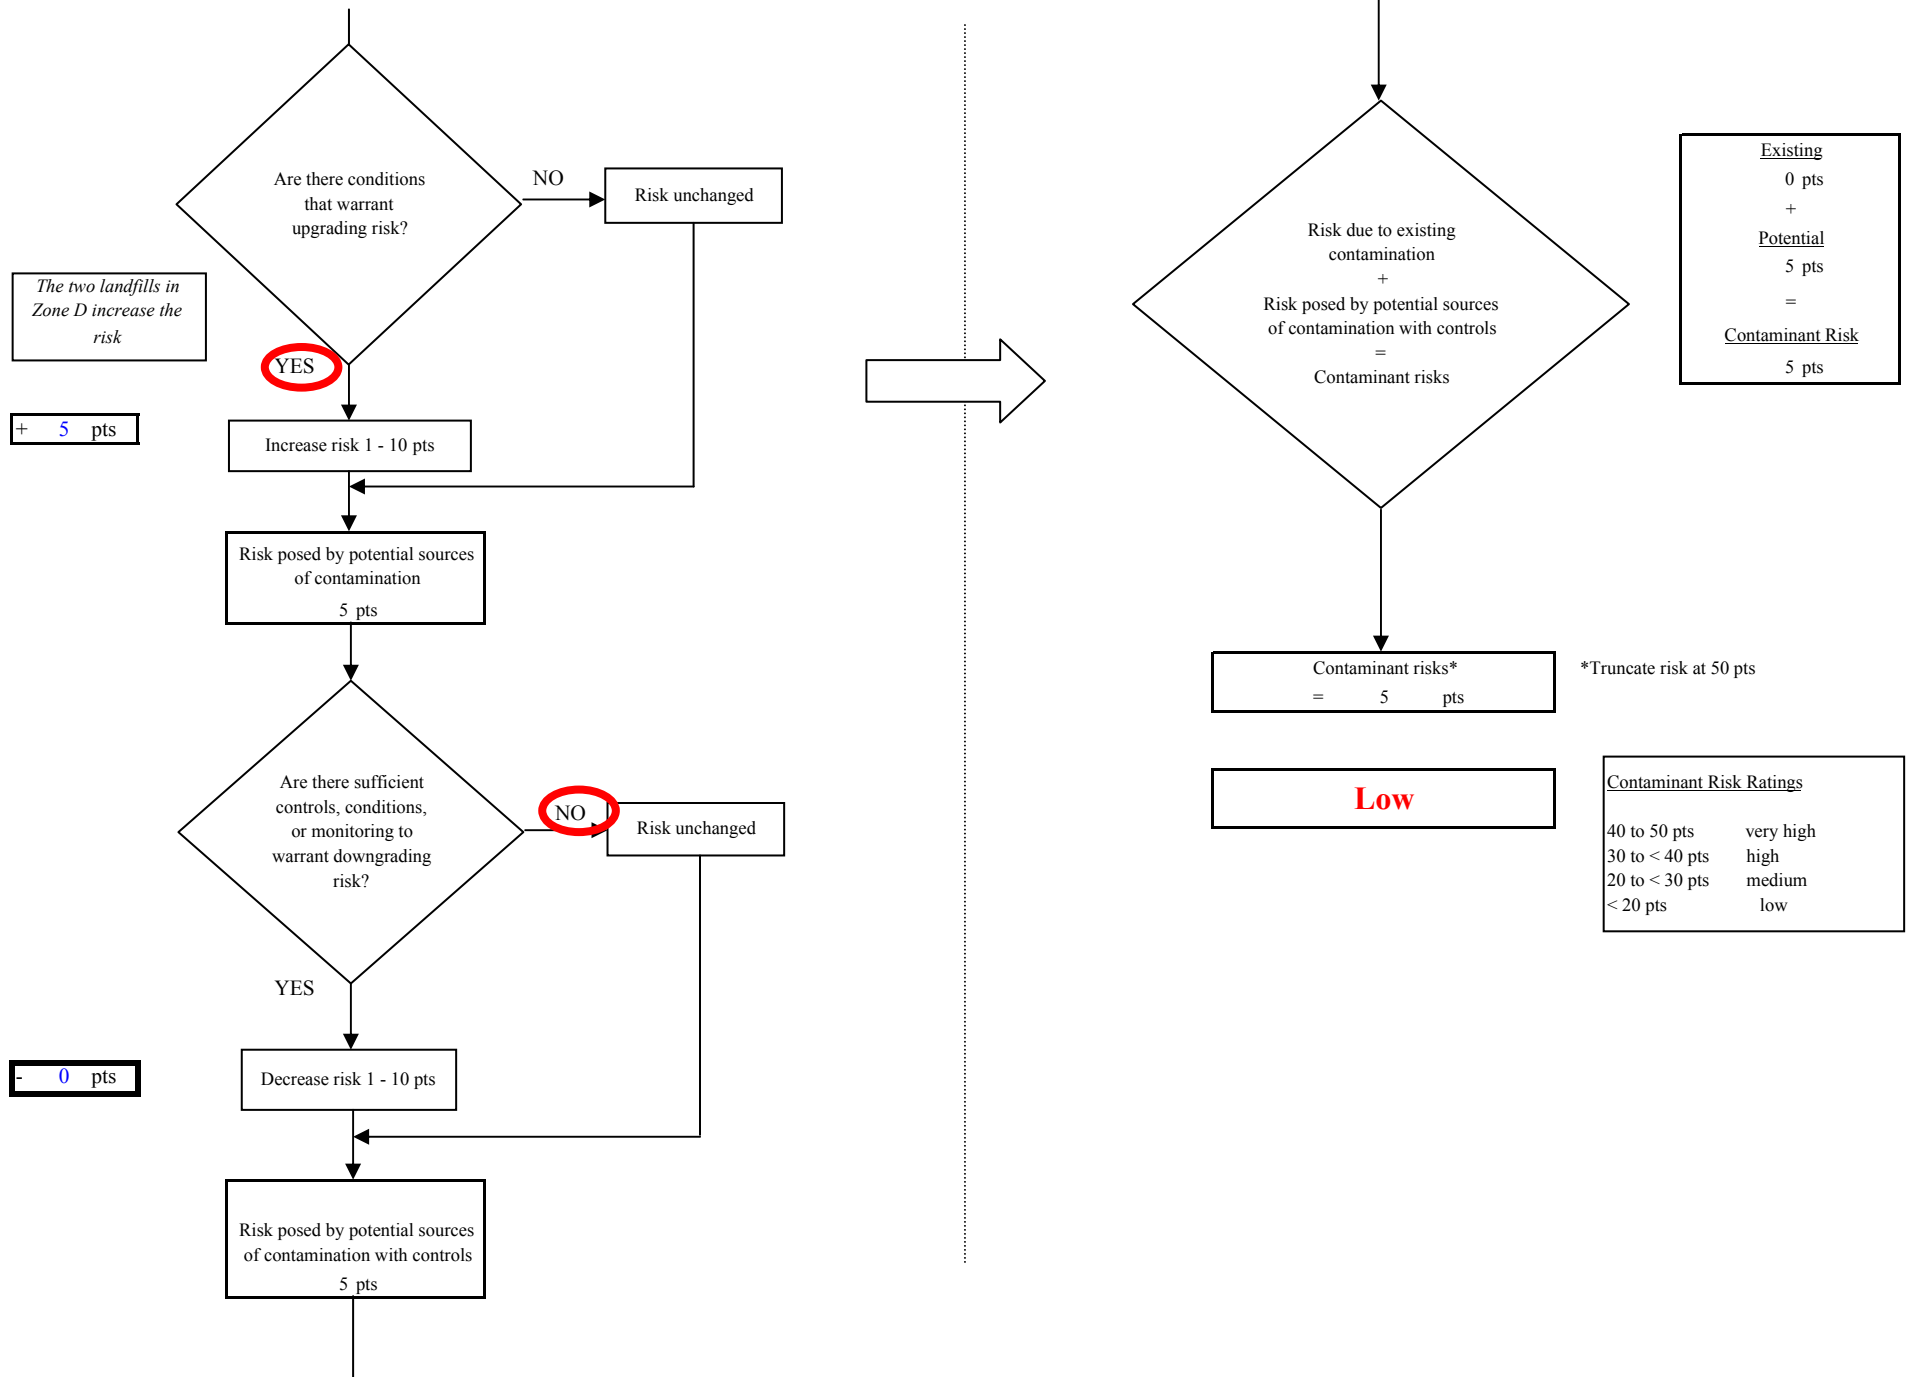 Are there conditions
that warrant
upgrading risk?
NO
Risk unchanged
The two landfills in
Zone D increase the
risk
YES
+ 5 pts
Increase risk 1 - 10 pts
Risk posed by potential sources
of contamination
5 pts
Are there sufficient
controls, conditions,
or monitoring to
warrant downgrading
risk?
NO
Risk unchanged
YES
- 0 pts
Decrease risk 1 - 10 pts
Risk posed by potential sources
of contamination with controls
5 pts
Risk due to existing
contamination
+
Risk posed by potential sources
of contamination with controls
=
Contaminant risks
Existing
0 pts
+
Potential
5 pts
=
Contaminant Risk
5 pts
Contaminant risks*
= 5 pts
*Truncate risk at 50 pts
Low
Contaminant Risk Ratings
40 to 50 pts very high
30 to < 40 pts high
20 to < 30 pts medium
< 20 pts low